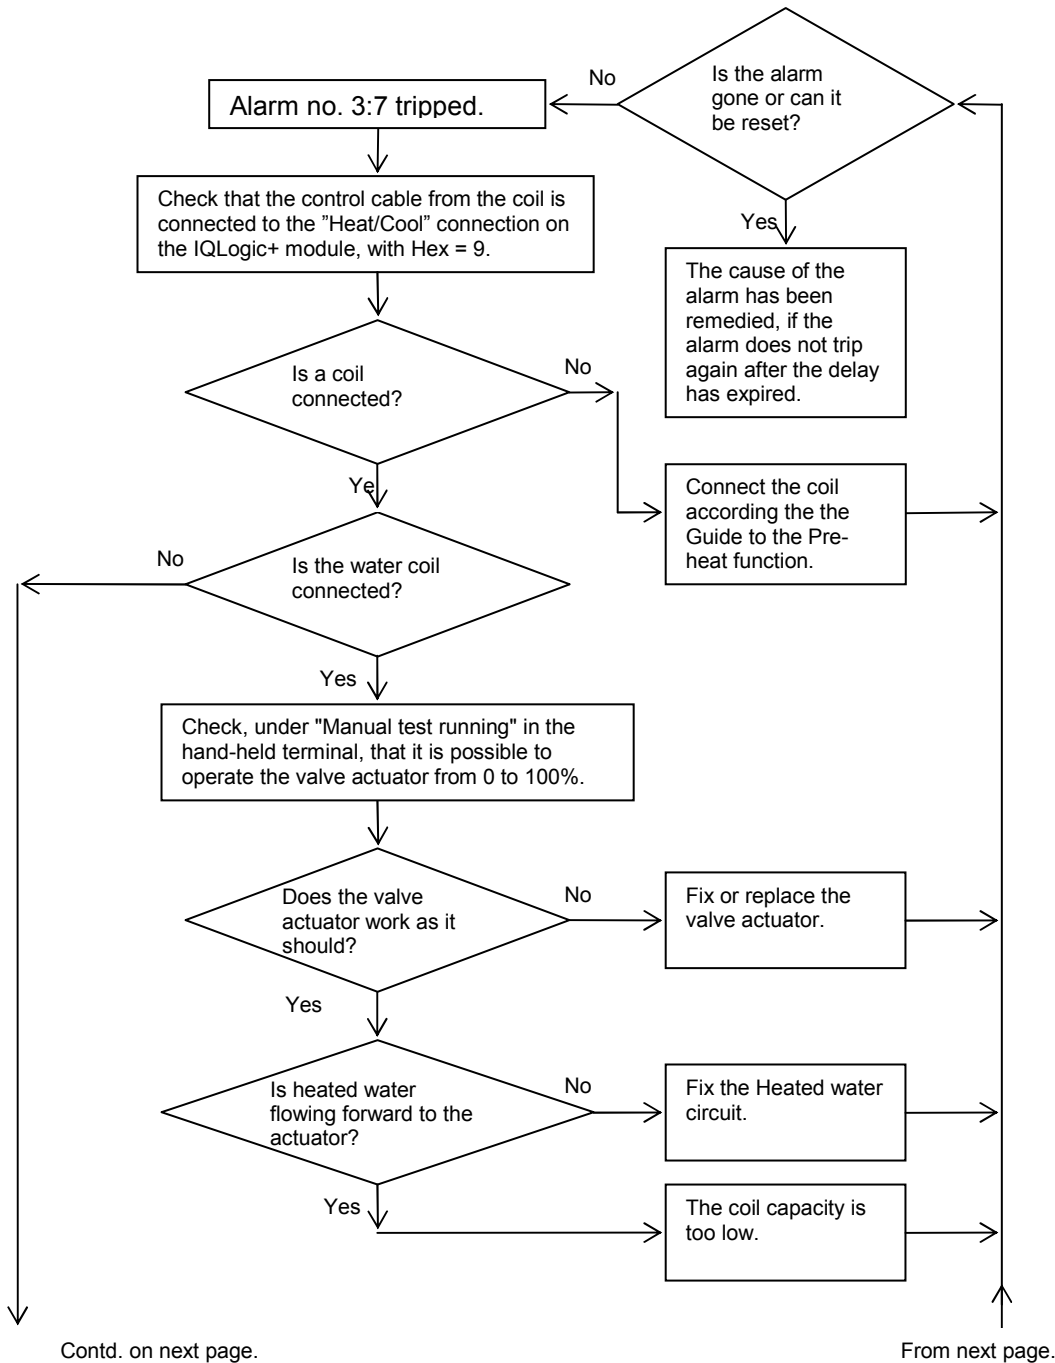 Is the alarm
gone or can it
be reset?
No
Alarm no. 3:7 tripped.
Yes
Check that the control cable from the coil is
connected to the ”Heat/Cool” connection on
the IQLogic+ module, with Hex = 9.
The cause of the
alarm has been
remedied, if the
alarm does not trip
again after the delay
has expired.
Is a coil
connected?
No
Ye
Connect the coil
according the the
Guide to the Pre-
heat function.
Is the water coil
connected?
No
Yes
Check, under "Manual test running" in the
hand-held terminal, that it is possible to
operate the valve actuator from 0 to 100%.
Does the valve
actuator work as it
should?
No
Fix or replace the
valve actuator.
Yes
Is heated water
flowing forward to the
actuator?
No
Fix the Heated water
circuit.
Yes
The coil capacity is
too low.
Contd. on next page.
From next page.